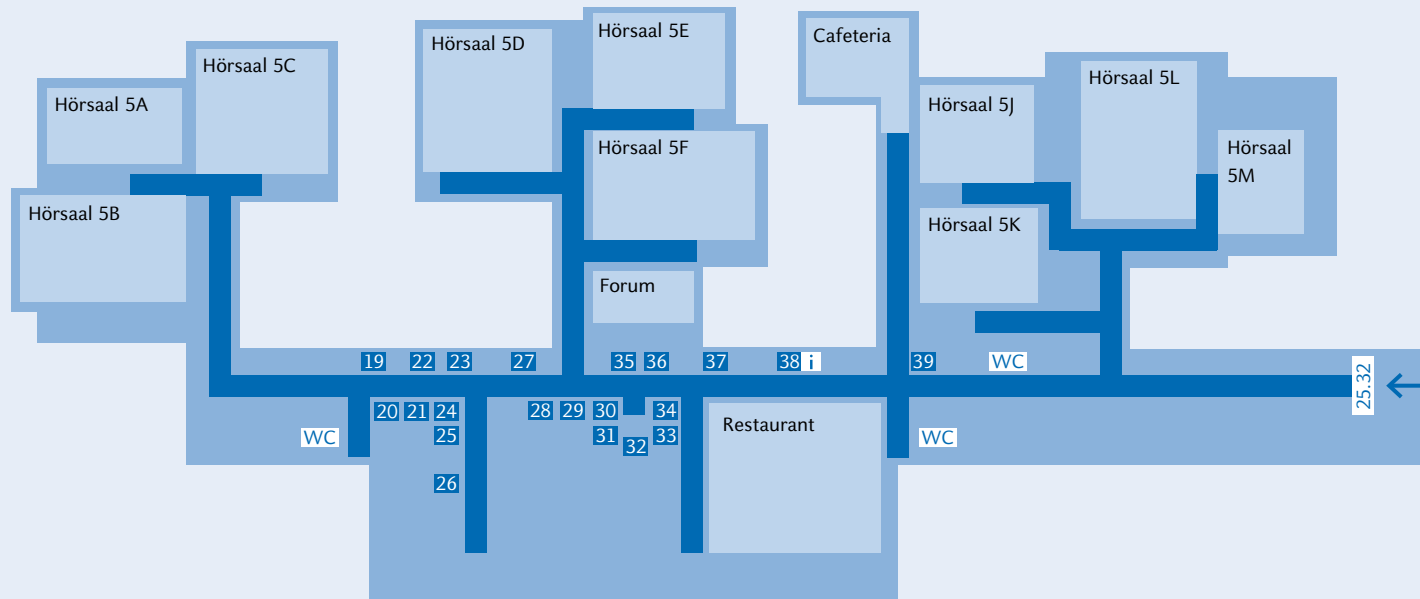 Hörsaal 5A
Hörsaal 5C
Hörsaal 5B
Hörsaal 5D
Hörsaal 5E
Hörsaal 5F
Forum
Cafeteria
Hörsaal 5J
Hörsaal 5K
Hörsaal 5L
Hörsaal
5M
19
22
23
27
35
36
37
38
i
39
WC
25.32
20
21
24
28
29
30
34
WC
25
31
32
33
26
Restaurant
WC